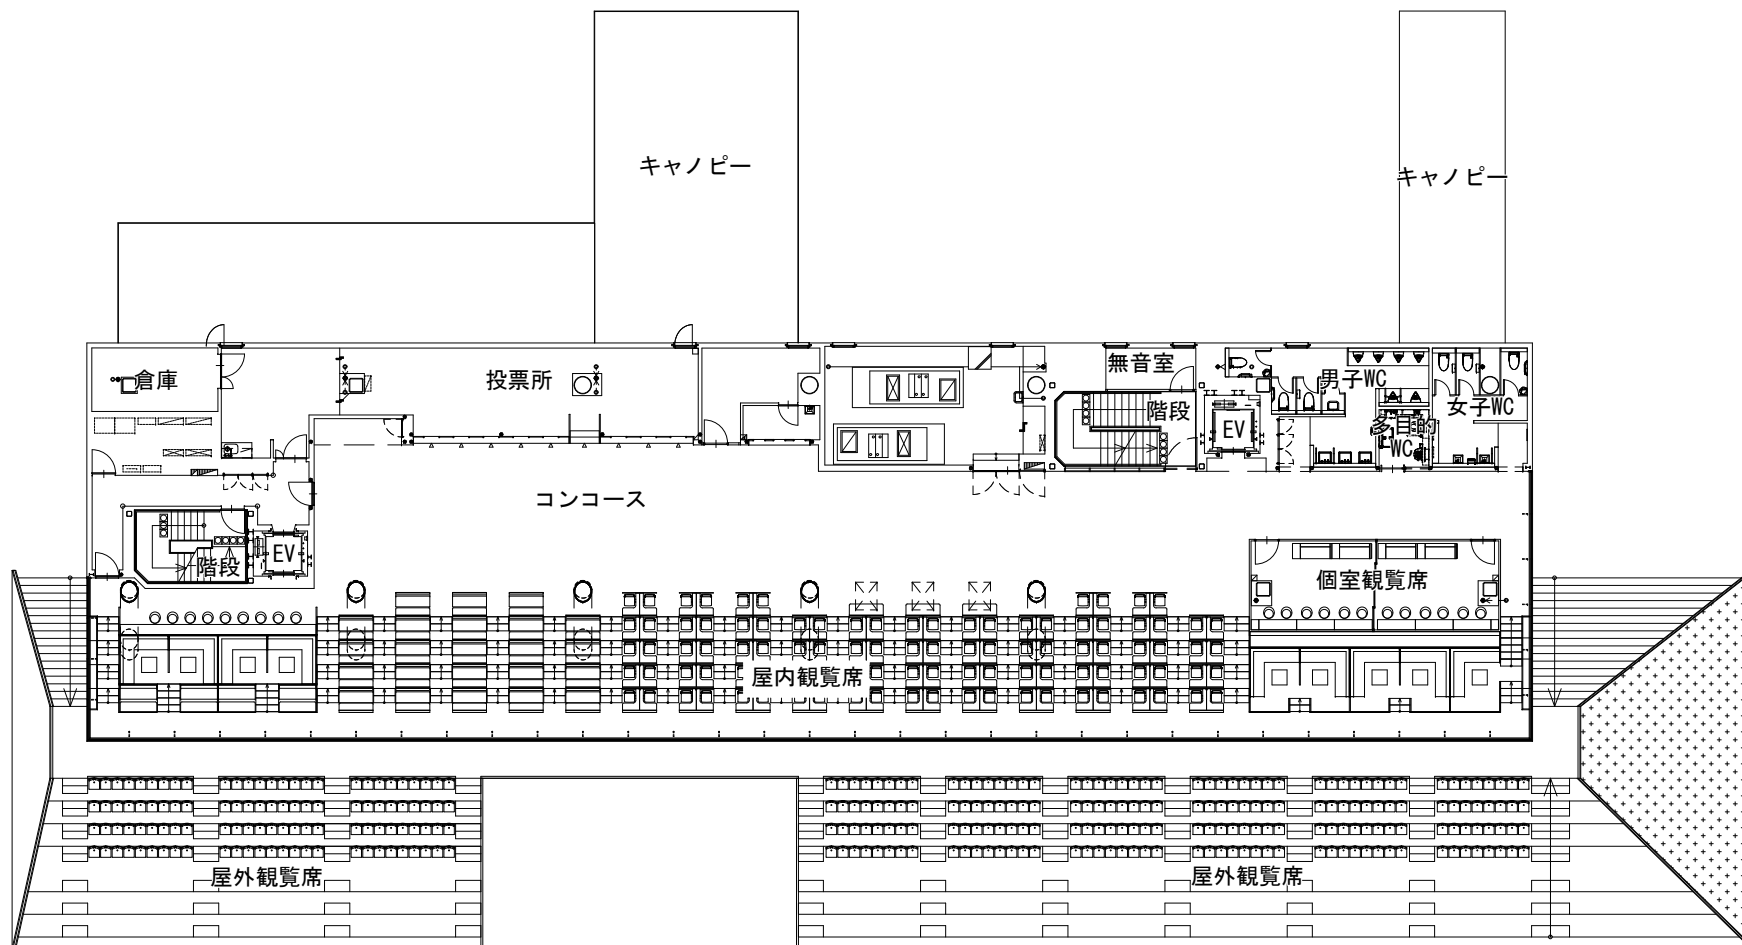 キャノピー
キャノピー
倉庫
投票所
無音室
階段
EV
男子WC
女子WC
多目的
WC
コンコース
階段
EV
個室観覧席
屋内観覧席
屋外観覧席
屋外観覧席